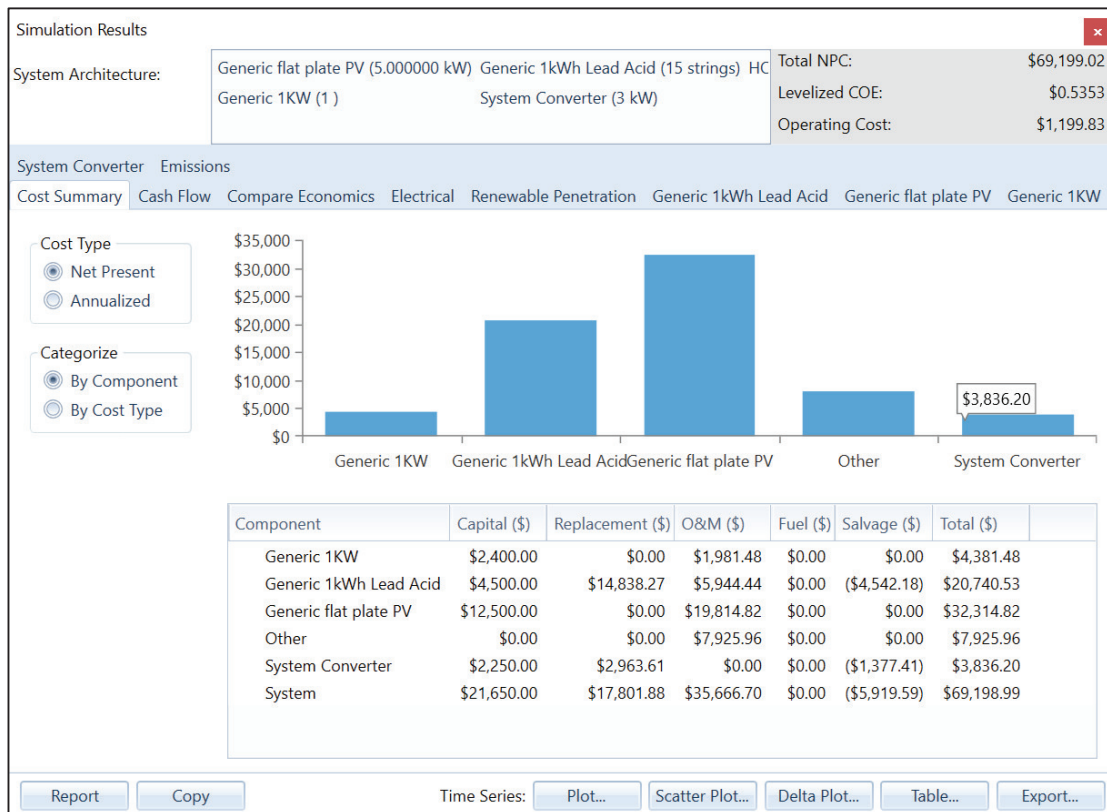 Simulation Results
x
System Architecture:
Generic flat plate PV (5.000000 kW) Generic 1kWh Lead Acid (15 strings) HC
Generic 1KW (1 ) System Converter (3 kW)
Total NPC: $69,199.02
Levelized COE: $0.5353
Operating Cost: $1,199.83
System Converter Emissions
Cost Summary Cash Flow Compare Economics Electrical Renewable Penetration Generic 1kWh Lead Acid Generic flat plate PV Generic 1KW
Cost Type
Net Present
Annualized
Categorize
By Component
By Cost Type
$35,000
$30,000
$25,000
$20,000
$15,000
$10,000
$5,000
$0
$3,836.20
Generic 1KW Generic 1kWh Lead Acid Generic flat plate PV Other System Converter
Component Capital ($) Replacement ($) O&M ($) Fuel ($) Salvage ($) Total ($)
Generic 1KW $2,400.00 $0.00 $1,981.48 $0.00 $0.00 $4,381.48
Generic 1kWh Lead Acid $4,500.00 $14,838.27 $5,944.44 $0.00 ($4,542.18) $20,740.53
Generic flat plate PV $12,500.00 $0.00 $19,814.82 $0.00 $0.00 $32,314.82
Other $0.00 $0.00 $7,925.96 $0.00 $0.00 $7,925.96
System Converter $2,250.00 $2,963.61 $0.00 $0.00 ($1,377.41) $3,836.20
System $21,650.00 $17,801.88 $35,666.70 $0.00 ($5,919.59) $69,198.99
Report Copy Time Series: Plot... Scatter Plot... Delta Plot... Table... Export...